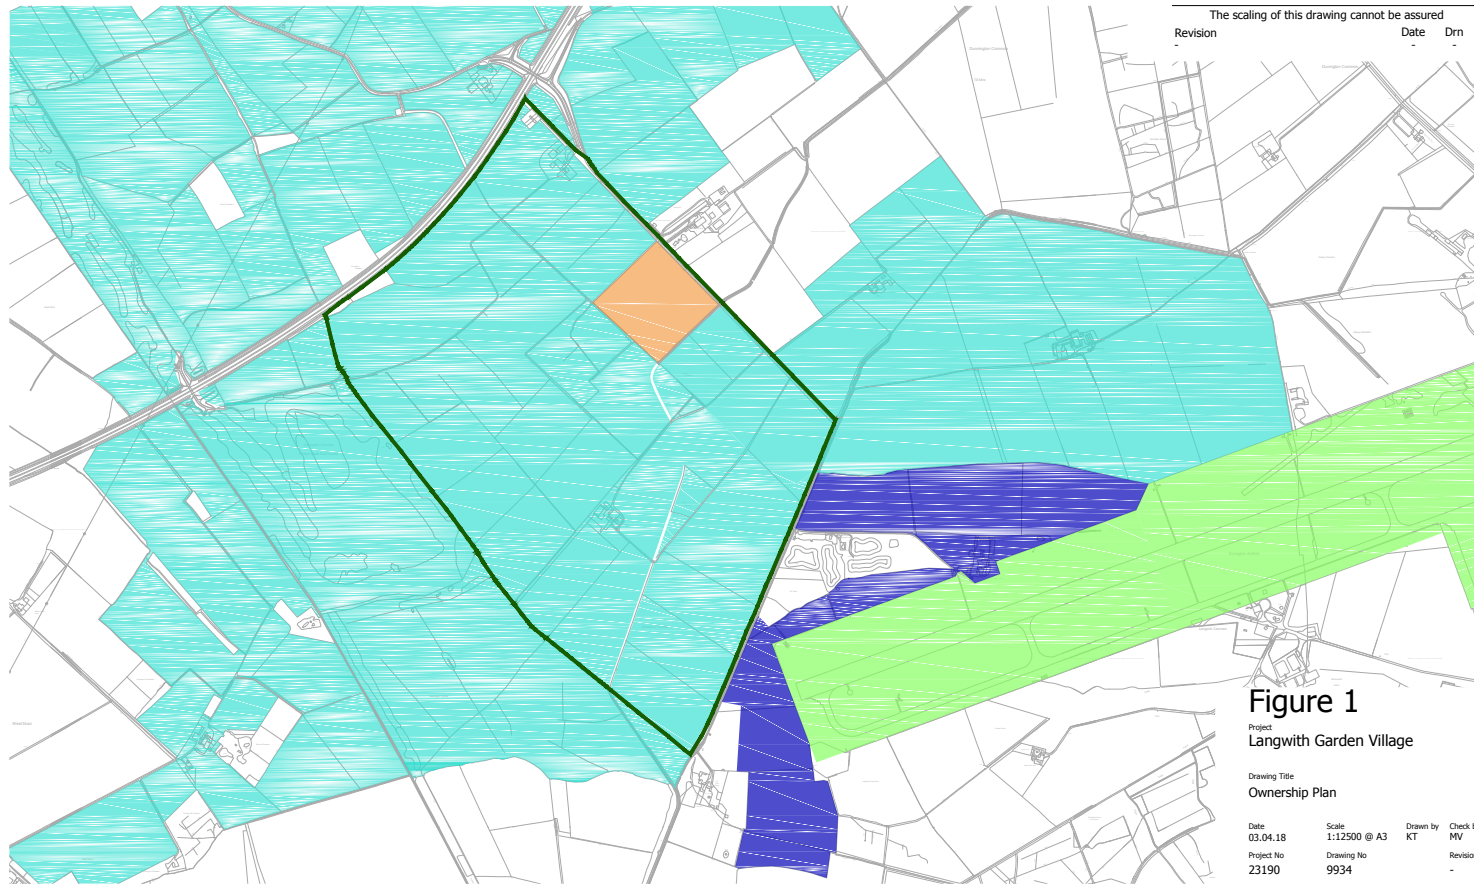 The scaling of this drawing cannot be assured
Revision Date Drn
- - -
Figure 1
Project
Langwith Garden Village
Drawing Title
Ownership Plan
Date Scale Drawn by Check b
03.04.18 1:12500 @ A3 KT MV
Project No Drawing No Revision
23190 9934 -